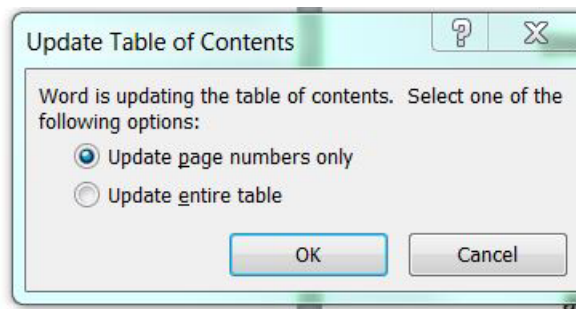 Update Table of Contents
Word is updating the table of contents. Select one of the
following options:
Update page numbers only
Update entire table
OK
Cancel